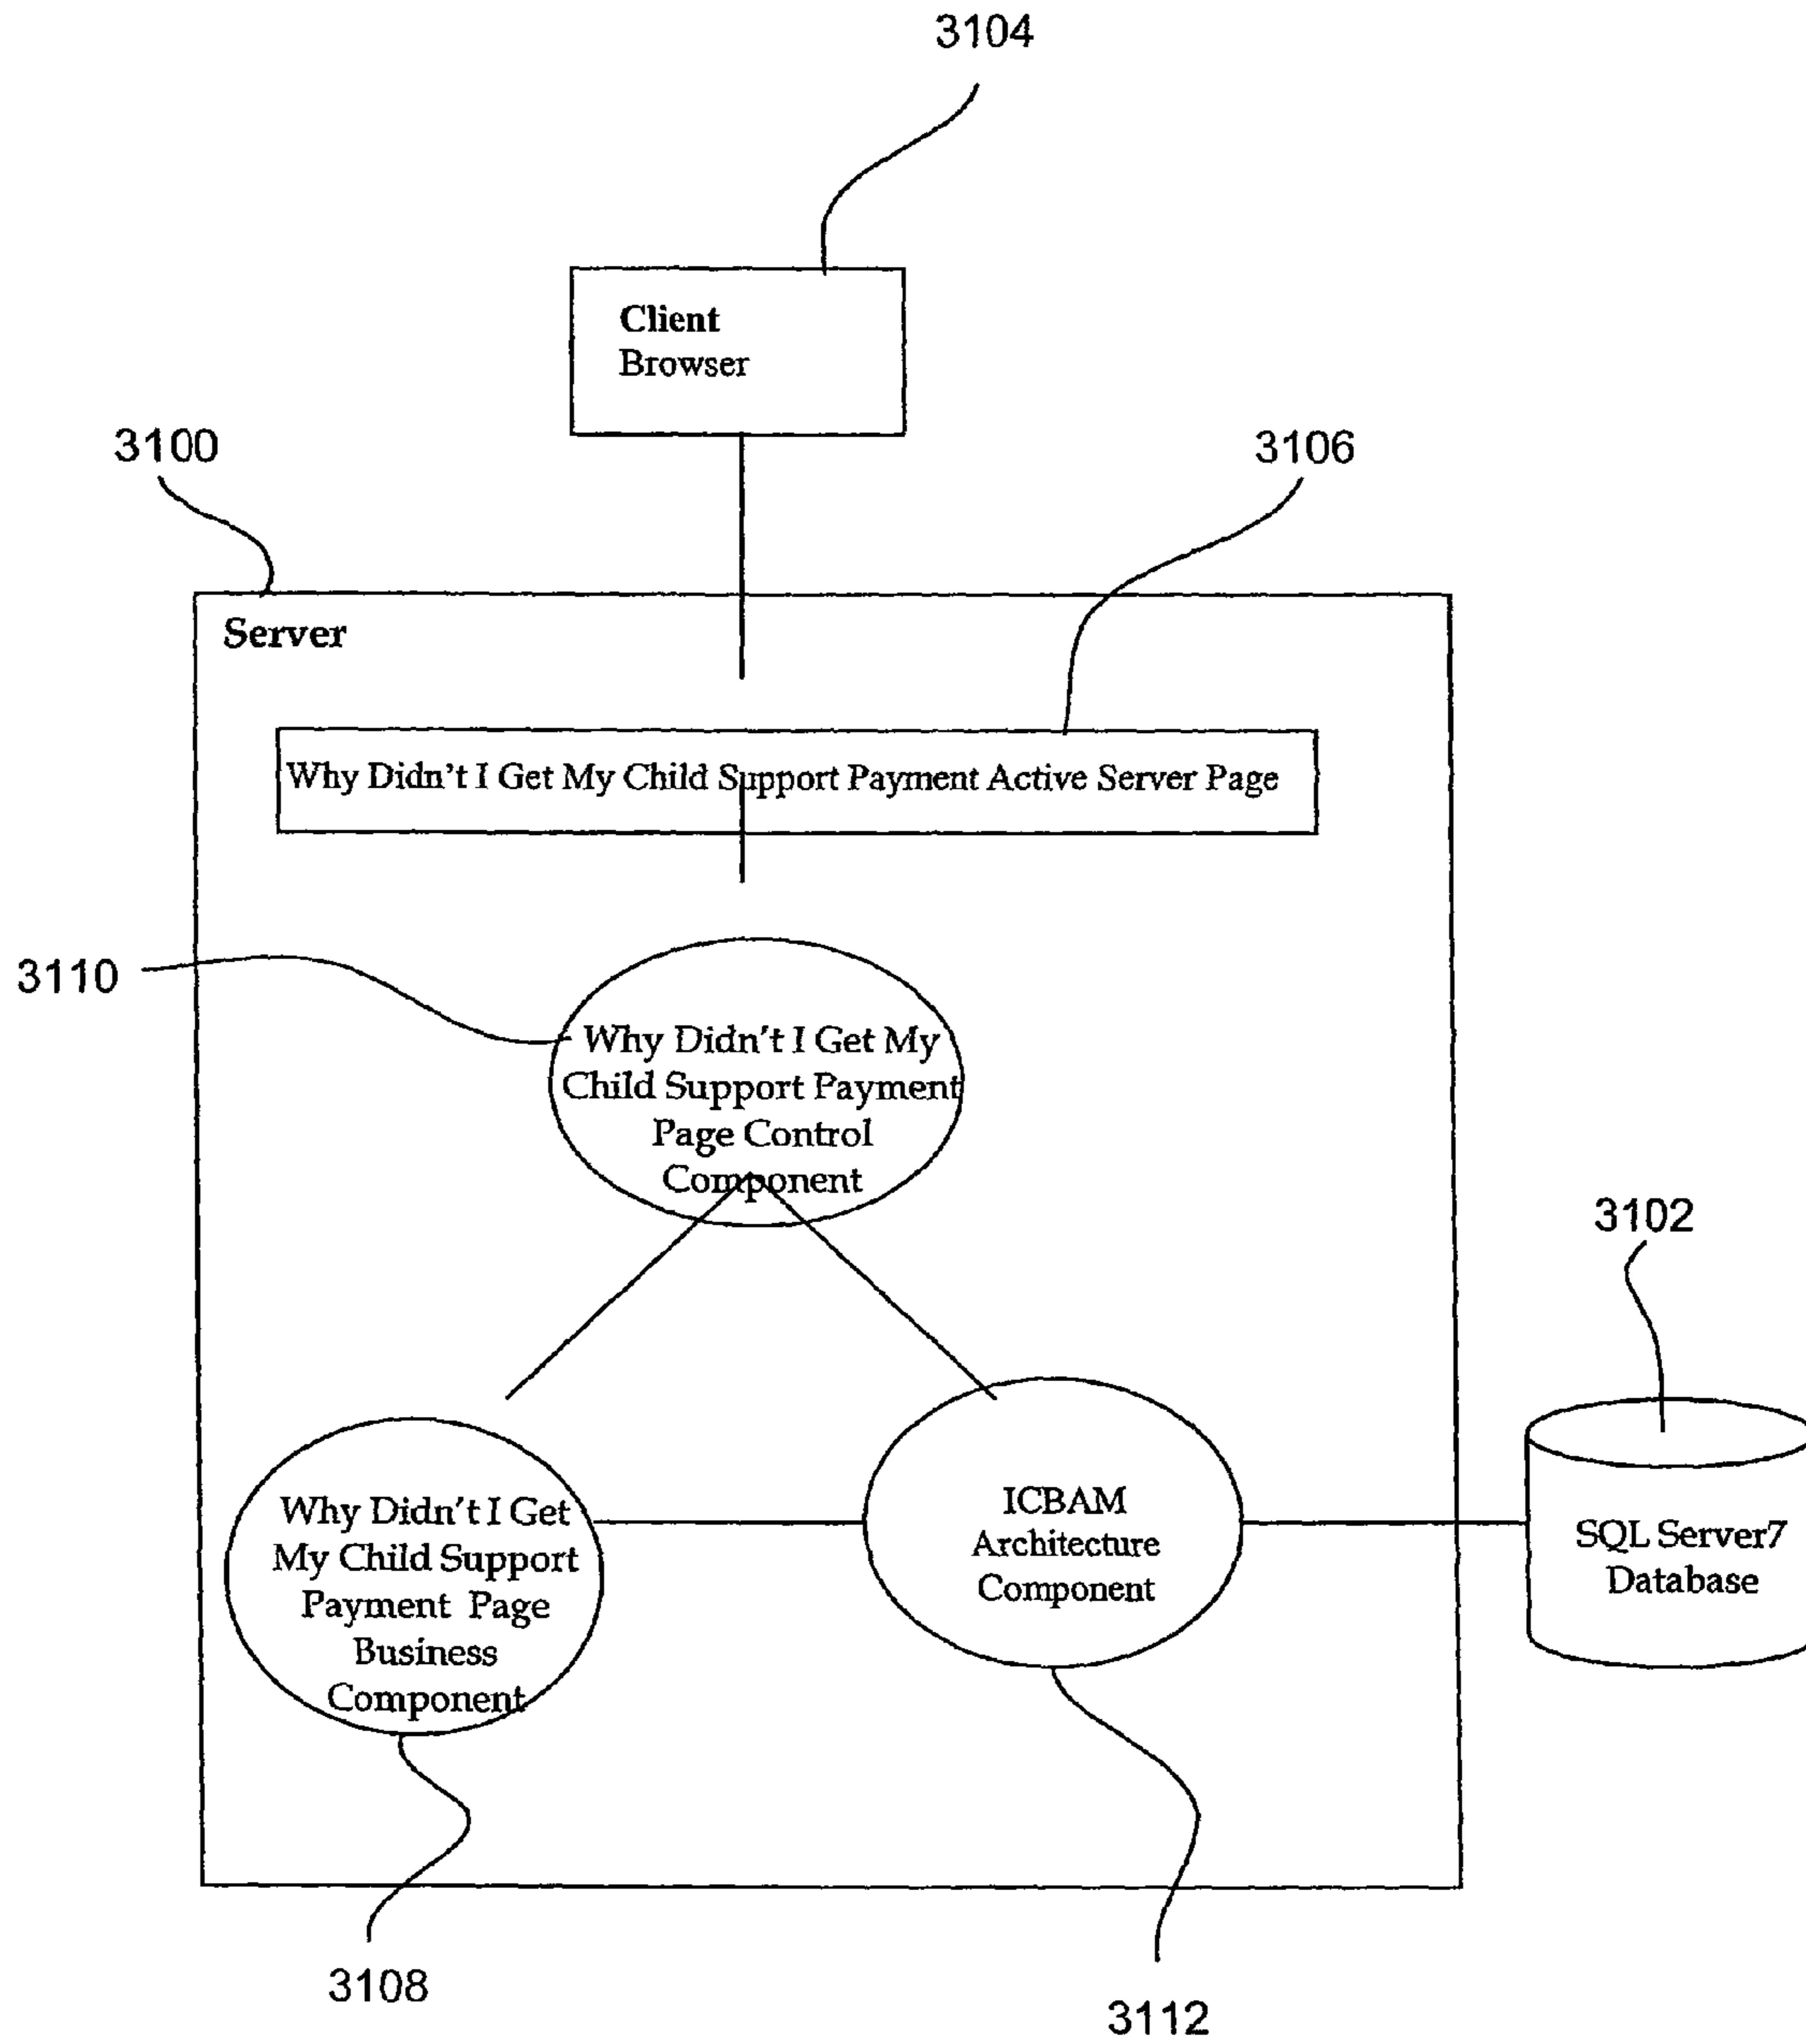 3104
Client
Browser
3100
3106
Server
Why Didn't I Get My Child Support Payment Active Server Page
3110
Why Didn't I Get My
Child Support Payment
Page Control
Component
3102
ICBAM
Architecture
Component
SQL Server7
Database
Why Didn't I Get
My Child Support
Payment Page
Business
Component
3108
3112